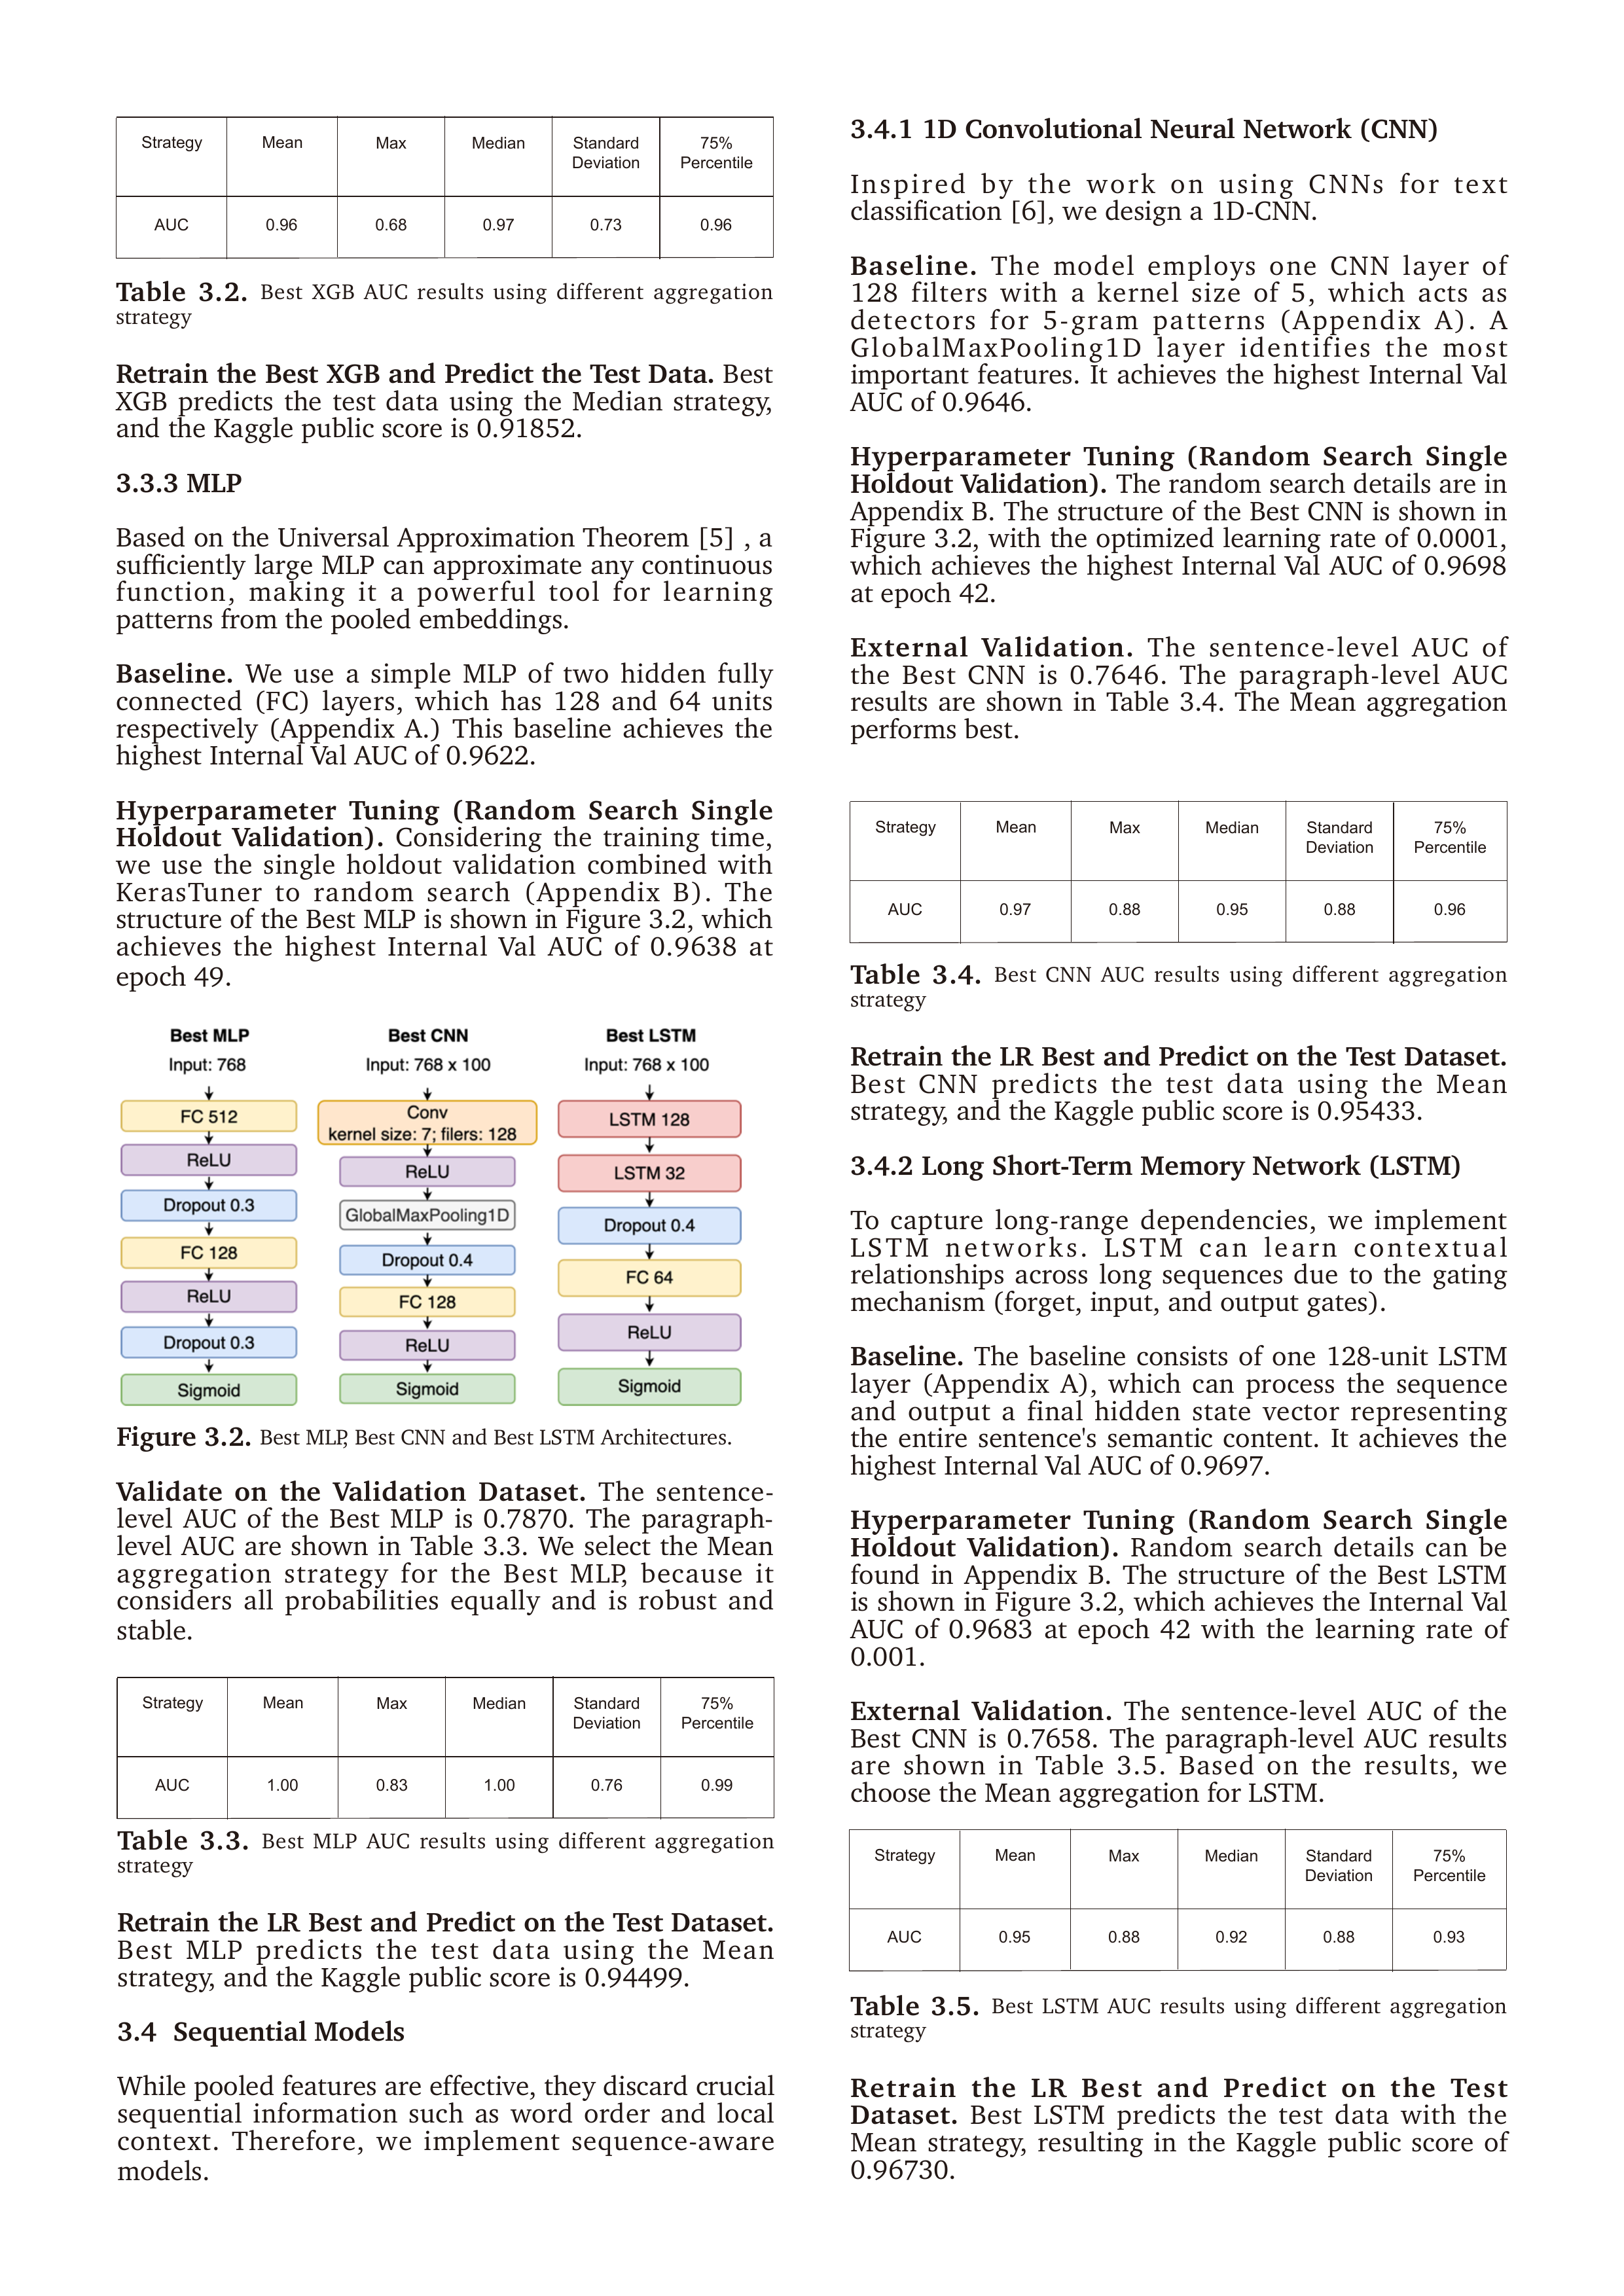 Strategy Mean Max Median Standard Deviation 75% Percentile
AUC 0.96 0.68 0.97 0.73 0.96
Table 3.2. Best XGB AUC results using different aggregation
strategy
Retrain the Best XGB and Predict the Test Data. Best
XGB predicts the test data using the Median strategy,
and the Kaggle public score is 0.91852.
3.3.3 MLP
Based on the Universal Approximation Theorem [5] , a
sufficiently large MLP can approximate any continuous
function, making it a powerful tool for learning
patterns from the pooled embeddings.
Baseline. We use a simple MLP of two hidden fully
connected (FC) layers, which has 128 and 64 units
respectively (Appendix A.) This baseline achieves the
highest Internal Val AUC of 0.9622.
Hyperparameter Tuning (Random Search Single
Holdout Validation). Considering the training time,
we use the single holdout validation combined with
KerasTuner to random search (Appendix B). The
structure of the Best MLP is shown in Figure 3.2, which
achieves the highest Internal Val AUC of 0.9638 at
epoch 49.
Best MLP
Input: 768
FC 512
ReLU
Dropout 0.3
FC 128
ReLU
Dropout 0.3
Sigmoid
Best CNN
Input: 768 x 100
Conv
kernel size: 7; filers: 128
ReLU
GlobalMaxPooling1D
Dropout 0.4
FC 128
ReLU
Sigmoid
Best LSTM
Input: 768 x 100
LSTM 128
LSTM 32
Dropout 0.4
FC 64
ReLU
Sigmoid
Figure 3.2. Best MLP, Best CNN and Best LSTM Architectures.
Validate on the Validation Dataset. The sentence-
level AUC of the Best MLP is 0.7870. The paragraph-
level AUC are shown in Table 3.3. We select the Mean
aggregation strategy for the Best MLP, because it
considers all probabilities equally and is robust and
stable.
Strategy Mean Max Median Standard Deviation 75% Percentile
AUC 1.00 0.83 1.00 0.76 0.99
Table 3.3. Best MLP AUC results using different aggregation
strategy
Retrain the LR Best and Predict on the Test Dataset.
Best MLP predicts the test data using the Mean
strategy, and the Kaggle public score is 0.94499.
3.4 Sequential Models
While pooled features are effective, they discard crucial
sequential information such as word order and local
context. Therefore, we implement sequence-aware
models.
3.4.1 1D Convolutional Neural Network (CNN)
Inspired by the work on using CNNs for text
classification [6], we design a 1D-CNN.
Baseline. The model employs one CNN layer of
128 filters with a kernel size of 5, which acts as
detectors for 5-gram patterns (Appendix A). A
GlobalMaxPooling1D layer identifies the most
important features. It achieves the highest Internal Val
AUC of 0.9646.
Hyperparameter Tuning (Random Search Single
Holdout Validation). The random search details are in
Appendix B. The structure of the Best CNN is shown in
Figure 3.2, with the optimized learning rate of 0.0001,
which achieves the highest Internal Val AUC of 0.9698
at epoch 42.
External Validation. The sentence-level AUC of
the Best CNN is 0.7646. The paragraph-level AUC
results are shown in Table 3.4. The Mean aggregation
performs best.
Strategy Mean Max Median Standard Deviation 75% Percentile
AUC 0.97 0.88 0.95 0.88 0.96
Table 3.4. Best CNN AUC results using different aggregation
strategy
Retrain the LR Best and Predict on the Test Dataset.
Best CNN predicts the test data using the Mean
strategy, and the Kaggle public score is 0.95433.
3.4.2 Long Short-Term Memory Network (LSTM)
To capture long-range dependencies, we implement
LSTM networks. LSTM can learn contextual
relationships across long sequences due to the gating
mechanism (forget, input, and output gates).
Baseline. The baseline consists of one 128-unit LSTM
layer (Appendix A), which can process the sequence
and output a final hidden state vector representing
the entire sentence's semantic content. It achieves the
highest Internal Val AUC of 0.9697.
Hyperparameter Tuning (Random Search Single
Holdout Validation). Random search details can be
found in Appendix B. The structure of the Best LSTM
is shown in Figure 3.2, which achieves the Internal Val
AUC of 0.9683 at epoch 42 with the learning rate of
0.001.
External Validation. The sentence-level AUC of the
Best CNN is 0.7658. The paragraph-level AUC results
are shown in Table 3.5. Based on the results, we
choose the Mean aggregation for LSTM.
Strategy Mean Max Median Standard Deviation 75% Percentile
AUC 0.95 0.88 0.92 0.88 0.93
Table 3.5. Best LSTM AUC results using different aggregation
strategy
Retrain the LR Best and Predict on the Test
Dataset. Best LSTM predicts the test data with the
Mean strategy, resulting in the Kaggle public score of
0.96730.